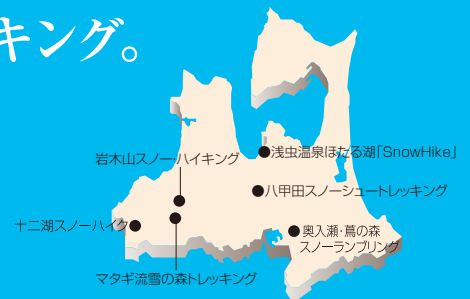 キング。
岩木山スノー・ハイキング
浅虫温泉ほたる湖「SnowHike」
八甲田スノーシュートレッキング
十二湖スノーハイク
奥入瀬・蔦の森
スノーランブリング
マタギ流雪の森トレッキング